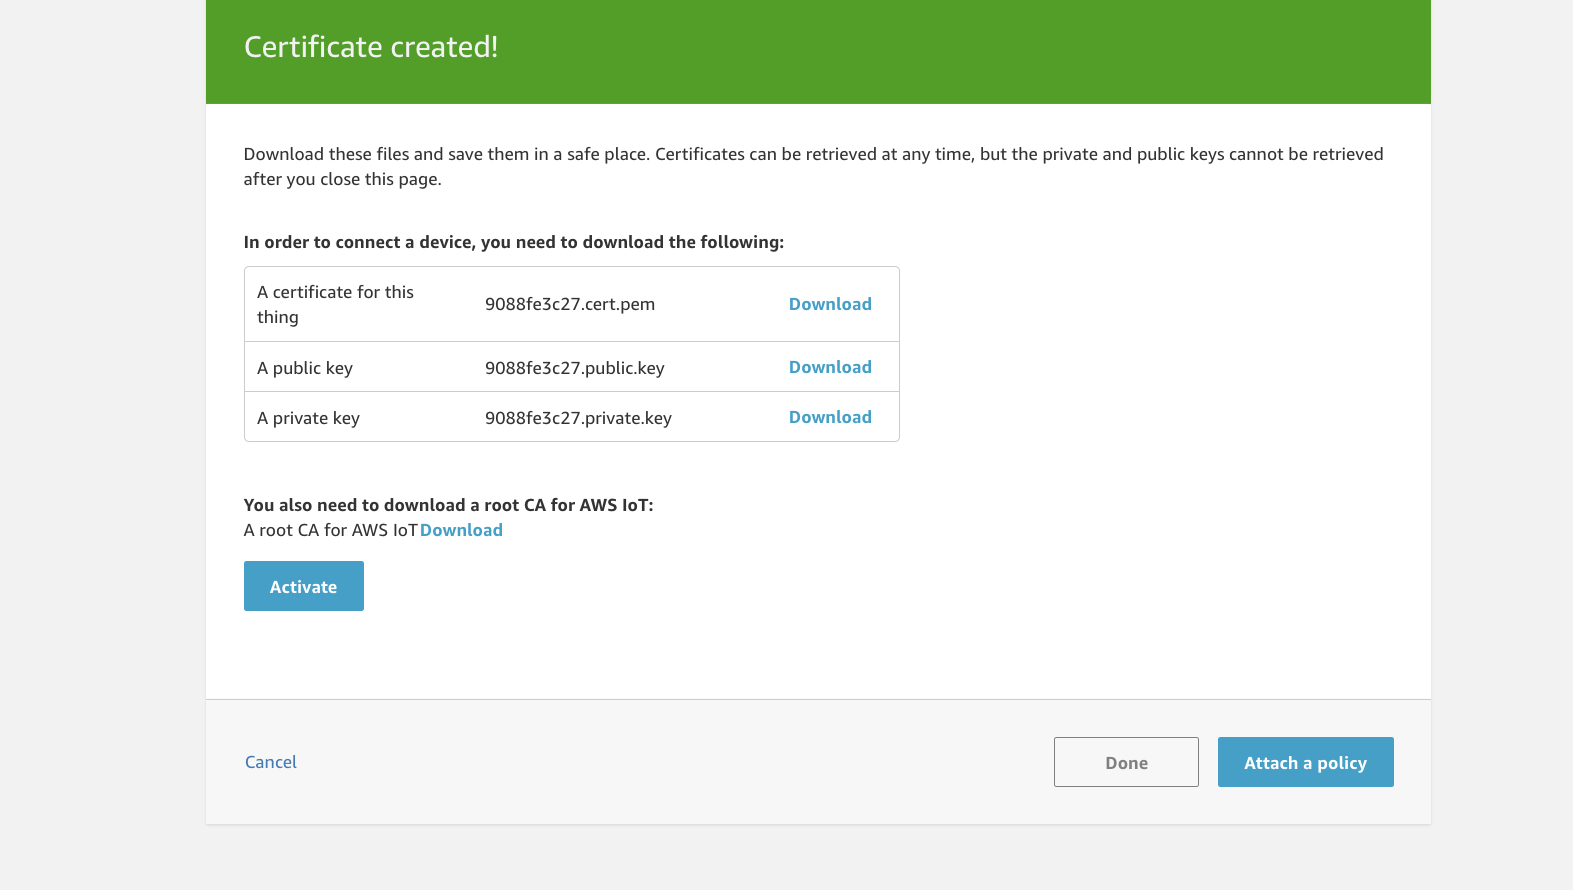 Certificate created!
Download these files and save them in a safe place. Certificates can be retrieved at any time, but the private and public keys cannot be retrieved
after you close this page.
In order to connect a device, you need to download the following:
A certificate for this
thing
9088fe3c27.cert.pem
Download
A public key
9088fe3c27.public.key
Download
A private key
9088fe3c27.private.key
Download
You also need to download a root CA for AWS IoT:
A root CA for AWS IoT Download
Activate
Cancel
Done
Attach a policy